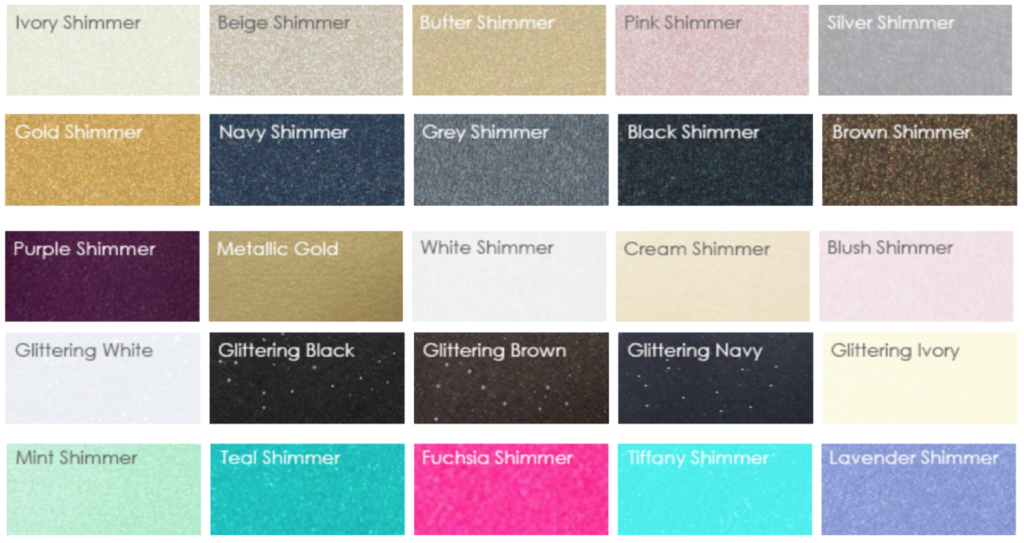 Ivory Shimmer
Beige Shimmer
Butter Shimmer
Pink Shimmer
Silver Shimmer
Gold Shimmer
Navy Shimmer
Grey Shimmer
Black Shimmer
Brown Shimmer
Purple Shimmer
Metallic Gold
White Shimmer
Cream Shimmer
Blush Shimmer
Glittering White
Glittering Black
Glittering Brown
Glittering Navy
Glittering Ivory
Mint Shimmer
Teal Shimmer
Fuchsia Shimmer
Tiffany Shimmer
Lavender Shimmer